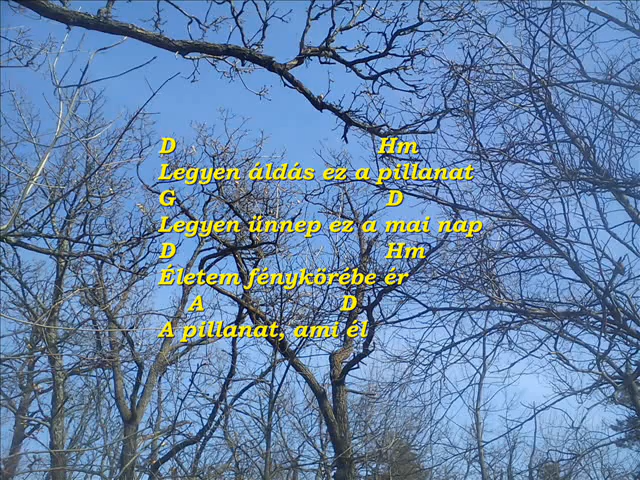 D Hm
Legyen áldás ez a pillanat
G D
Legyen ünnep ez a mai nap
D Hm
Életem fénykörébe ér
A D
A pillanat, ami él